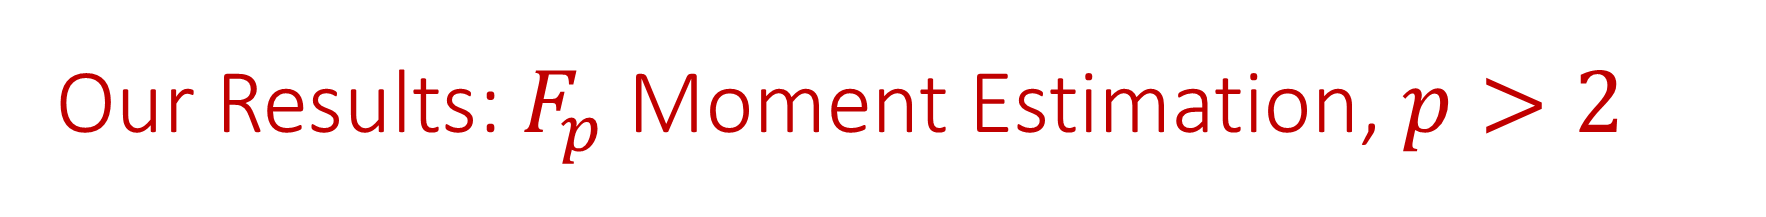 Our Results: $F_p$ Moment Estimation, $p > 2$